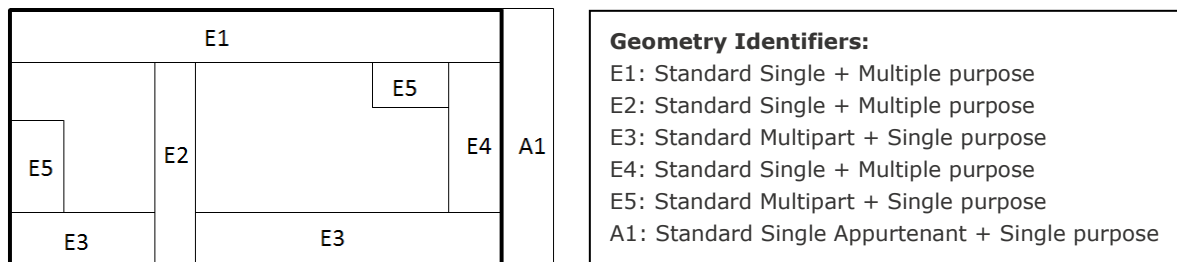 E1
E5
E5
E2
E4
A1
E3
E3
Geometry Identifiers:
E1: Standard Single + Multiple purpose
E2: Standard Single + Multiple purpose
E3: Standard Multipart + Single purpose
E4: Standard Single + Multiple purpose
E5: Standard Multipart + Single purpose
A1: Standard Single Appurtenant + Single purpose